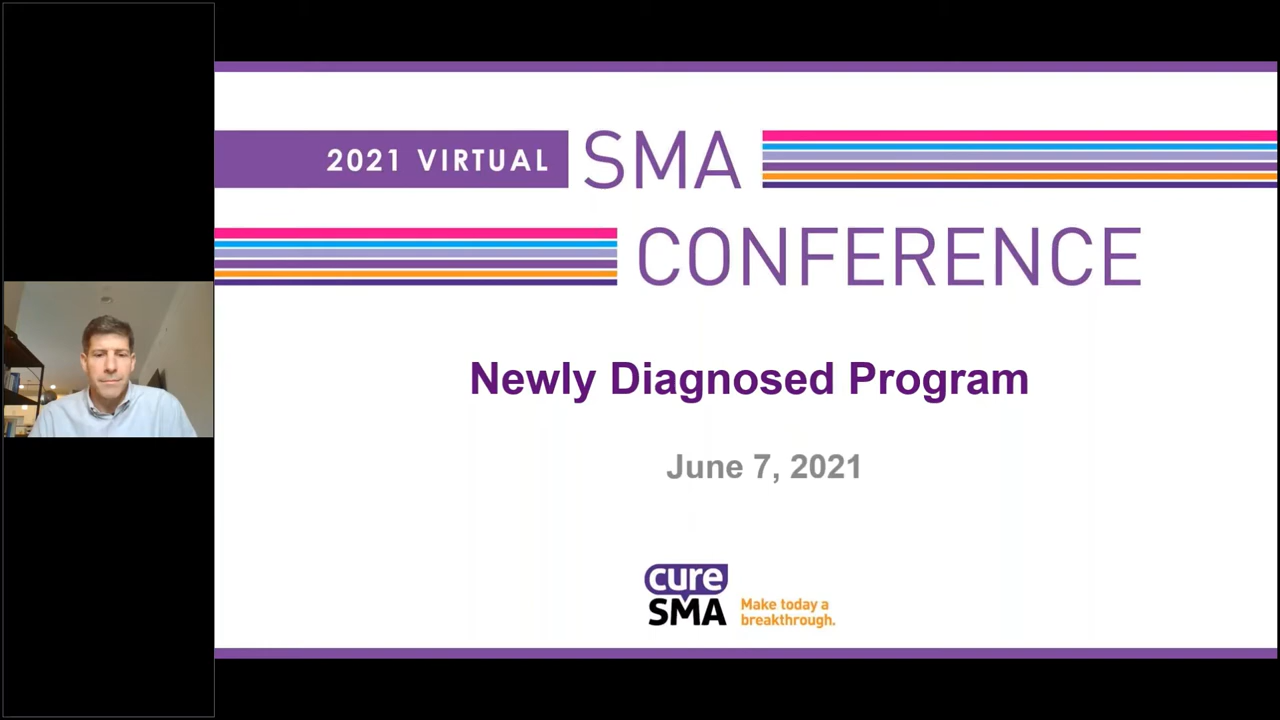 2021 VIRTUAL SMA
CONFERENCE
Newly Diagnosed Program
June 7, 2021
cure
SMA
Make today a
breakthrough.